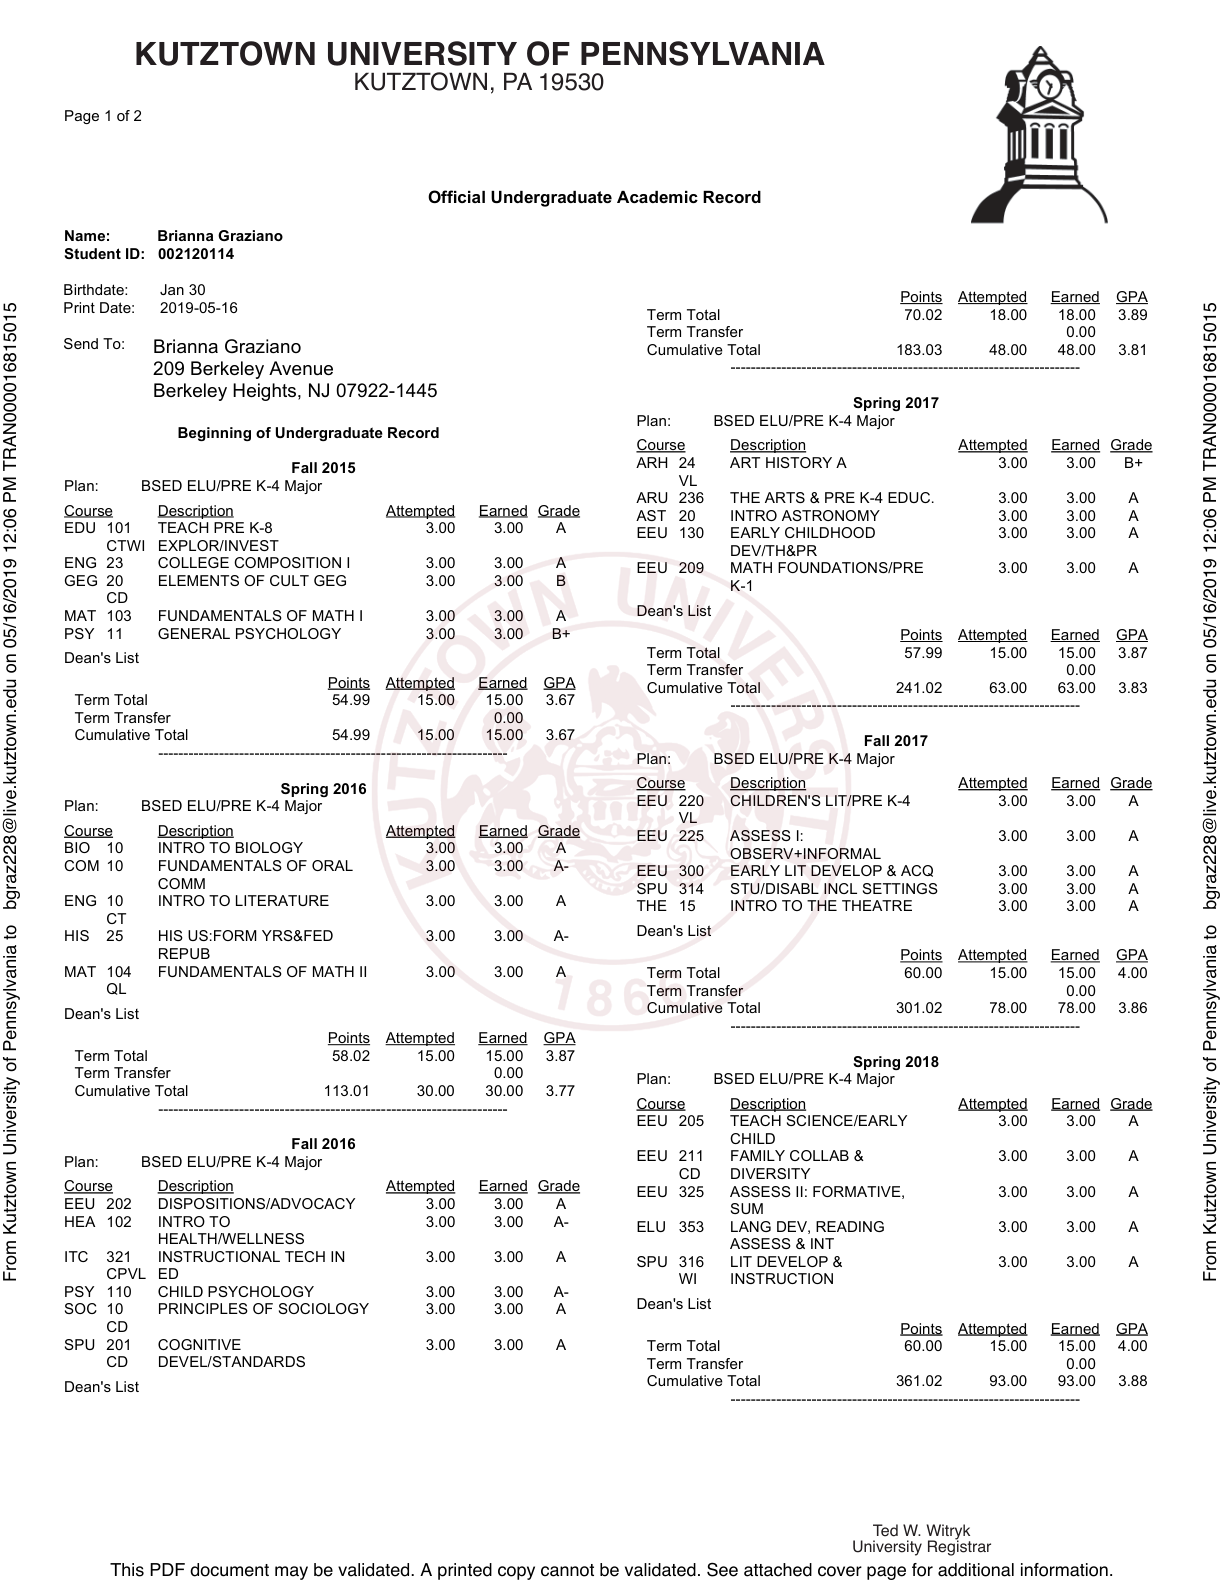 KUTZTOWN UNIVERSITY OF PENNSYLVANIA
KUTZTOWN, PA 19530
Page 1 of 2
Official Undergraduate Academic Record
Name: Brianna Graziano
Student ID: 002120114
Birthdate: Jan 30
Print Date: 2019-05-16
Send To: Brianna Graziano
209 Berkeley Avenue
Berkeley Heights, NJ 07922-1445
Beginning of Undergraduate Record
Fall 2015
Plan: BSED ELU/PRE K-4 Major
Course Description Attempted Earned Grade
EDU 101 TEACH PRE K-8 3.00 3.00 A
CTWI EXPLOR/INVEST
ENG 23 COLLEGE COMPOSITION I 3.00 3.00 A
GEG 20 ELEMENTS OF CULT GEG 3.00 3.00 B
CD
MAT 103 FUNDAMENTALS OF MATH I 3.00 3.00 A
PSY 11 GENERAL PSYCHOLOGY 3.00 3.00 B+
Dean's List
Points Attempted Earned GPA
Term Total 54.99 15.00 15.00 3.67
Term Transfer 0.00
Cumulative Total 54.99 15.00 15.00 3.67
----------------------------------------------------------------------
Spring 2016
Plan: BSED ELU/PRE K-4 Major
Course Description Attempted Earned Grade
BIO 10 INTRO TO BIOLOGY 3.00 3.00 A
COM 10 FUNDAMENTALS OF ORAL 3.00 3.00 A-
COMM
ENG 10 INTRO TO LITERATURE 3.00 3.00 A
CT
HIS 25 HIS US:FORM YRS&FED 3.00 3.00 A-
REPUB
MAT 104 FUNDAMENTALS OF MATH II 3.00 3.00 A
QL
Dean's List
Points Attempted Earned GPA
Term Total 58.02 15.00 15.00 3.87
Term Transfer 0.00
Cumulative Total 113.01 30.00 30.00 3.77
----------------------------------------------------------------------
Fall 2016
Plan: BSED ELU/PRE K-4 Major
Course Description Attempted Earned Grade
EEU 202 DISPOSITIONS/ADVOCACY 3.00 3.00 A
HEA 102 INTRO TO 3.00 3.00 A-
HEALTH/WELLNESS
ITC 321 INSTRUCTIONAL TECH IN 3.00 3.00 A
CPVL ED
PSY 110 CHILD PSYCHOLOGY 3.00 3.00 A-
SOC 10 PRINCIPLES OF SOCIOLOGY 3.00 3.00 A
CD
SPU 201 COGNITIVE 3.00 3.00 A
CD DEVEL/STANDARDS
Dean's List
Points Attempted Earned GPA
Term Total 70.02 18.00 18.00 3.89
Term Transfer 0.00
Cumulative Total 183.03 48.00 48.00 3.81
----------------------------------------------------------------------
Spring 2017
Plan: BSED ELU/PRE K-4 Major
Course Description Attempted Earned Grade
ARH 24 ART HISTORY A 3.00 3.00 B+
VL
ARU 236 THE ARTS & PRE K-4 EDUC. 3.00 3.00 A
AST 20 INTRO ASTRONOMY 3.00 3.00 A
EEU 130 EARLY CHILDHOOD 3.00 3.00 A
DEV/TH&PR
EEU 209 MATH FOUNDATIONS/PRE 3.00 3.00 A
K-1
Dean's List
Points Attempted Earned GPA
Term Total 57.99 15.00 15.00 3.87
Term Transfer 0.00
Cumulative Total 241.02 63.00 63.00 3.83
----------------------------------------------------------------------
Fall 2017
Plan: BSED ELU/PRE K-4 Major
Course Description Attempted Earned Grade
EEU 220 CHILDREN'S LIT/PRE K-4 3.00 3.00 A
VL
EEU 225 ASSESS I: 3.00 3.00 A
OBSERV+INFORMAL
EEU 300 EARLY LIT DEVELOP & ACQ 3.00 3.00 A
SPU 314 STU/DISABL INCL SETTINGS 3.00 3.00 A
THE 15 INTRO TO THE THEATRE 3.00 3.00 A
Dean's List
Points Attempted Earned GPA
Term Total 60.00 15.00 15.00 4.00
Term Transfer 0.00
Cumulative Total 301.02 78.00 78.00 3.86
----------------------------------------------------------------------
Spring 2018
Plan: BSED ELU/PRE K-4 Major
Course Description Attempted Earned Grade
EEU 205 TEACH SCIENCE/EARLY 3.00 3.00 A
CHILD
EEU 211 FAMILY COLLAB & 3.00 3.00 A
CD DIVERSITY
EEU 325 ASSESS II: FORMATIVE, 3.00 3.00 A
SUM
ELU 353 LANG DEV, READING 3.00 3.00 A
ASSESS & INT
SPU 316 LIT DEVELOP & 3.00 3.00 A
WI INSTRUCTION
Dean's List
Points Attempted Earned GPA
Term Total 60.00 15.00 15.00 4.00
Term Transfer 0.00
Cumulative Total 361.02 93.00 93.00 3.88
----------------------------------------------------------------------
Ted W. Witryk
University Registrar
This PDF document may be validated. A printed copy cannot be validated. See attached cover page for additional information.
From Kutztown University of Pennsylvania to bgraz228@live.kutztown.edu on 05/16/2019 12:06 PM TRAN000016815015
From Kutztown University of Pennsylvania to bgraz228@live.kutztown.edu on 05/16/2019 12:06 PM TRAN000016815015
KUTZTOWN UNIVERSITY
1866